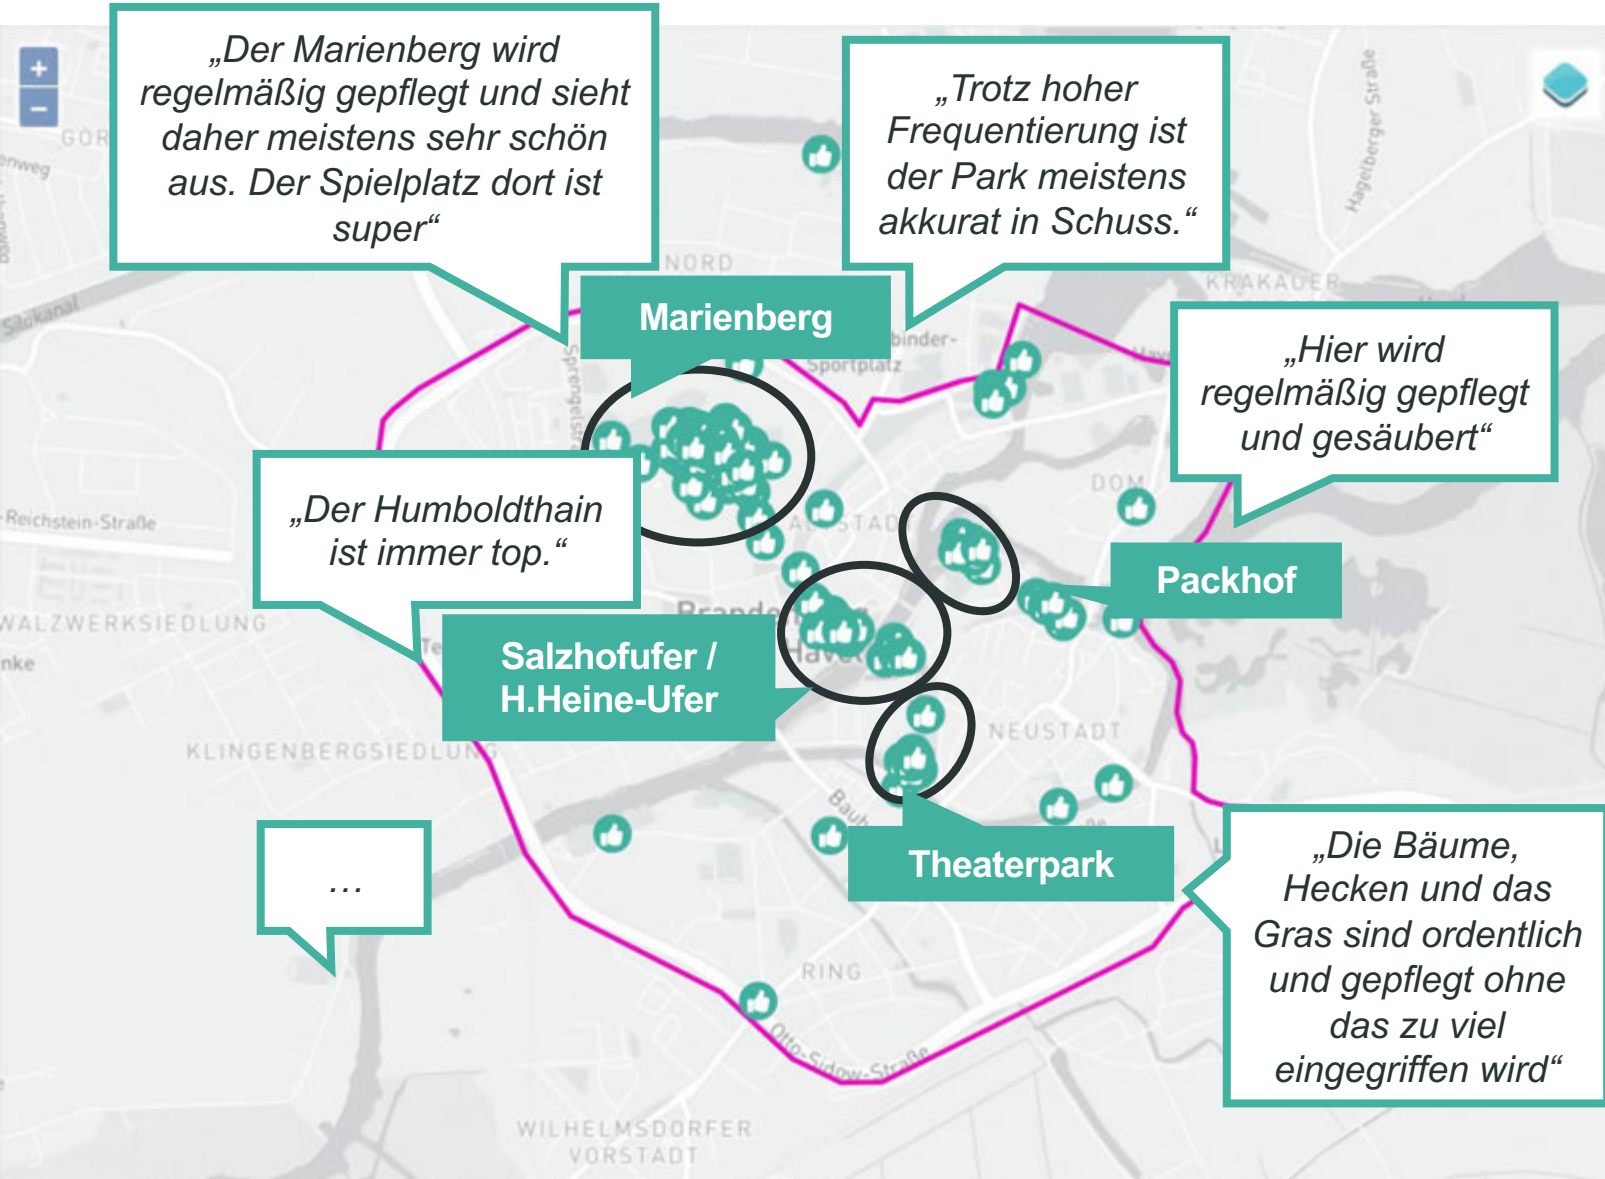 „Der Marienberg wird
regelmäßig gepflegt und sieht
daher meistens sehr schön
aus. Der Spielplatz dort ist
super“
„Trotz hoher
Frequentierung ist
der Park meistens
akkurat in Schuss.“
Hagelberger Straße
+
-
NORD
KRAKAUER
Silokanal
Marienberg
Sportplatz
„Hier wird
regelmäßig gepflegt
und gesäubert“
DOM
Reichstein-Straße
„Der Humboldthain
ist immer top.“
Packhof
WALZWERKSIEDLUNG
Salzhofufer /
H.Heine-Ufer
NEUSTADT
KLINGENBERGSIEDLUNG
Theaterpark
...
„Die Bäume,
Hecken und das
Gras sind ordentlich
und gepflegt ohne
das zu viel
eingegriffen wird“
RING
Otto-Sidow-Straße
WILHELMSDORFER
VORSTADT